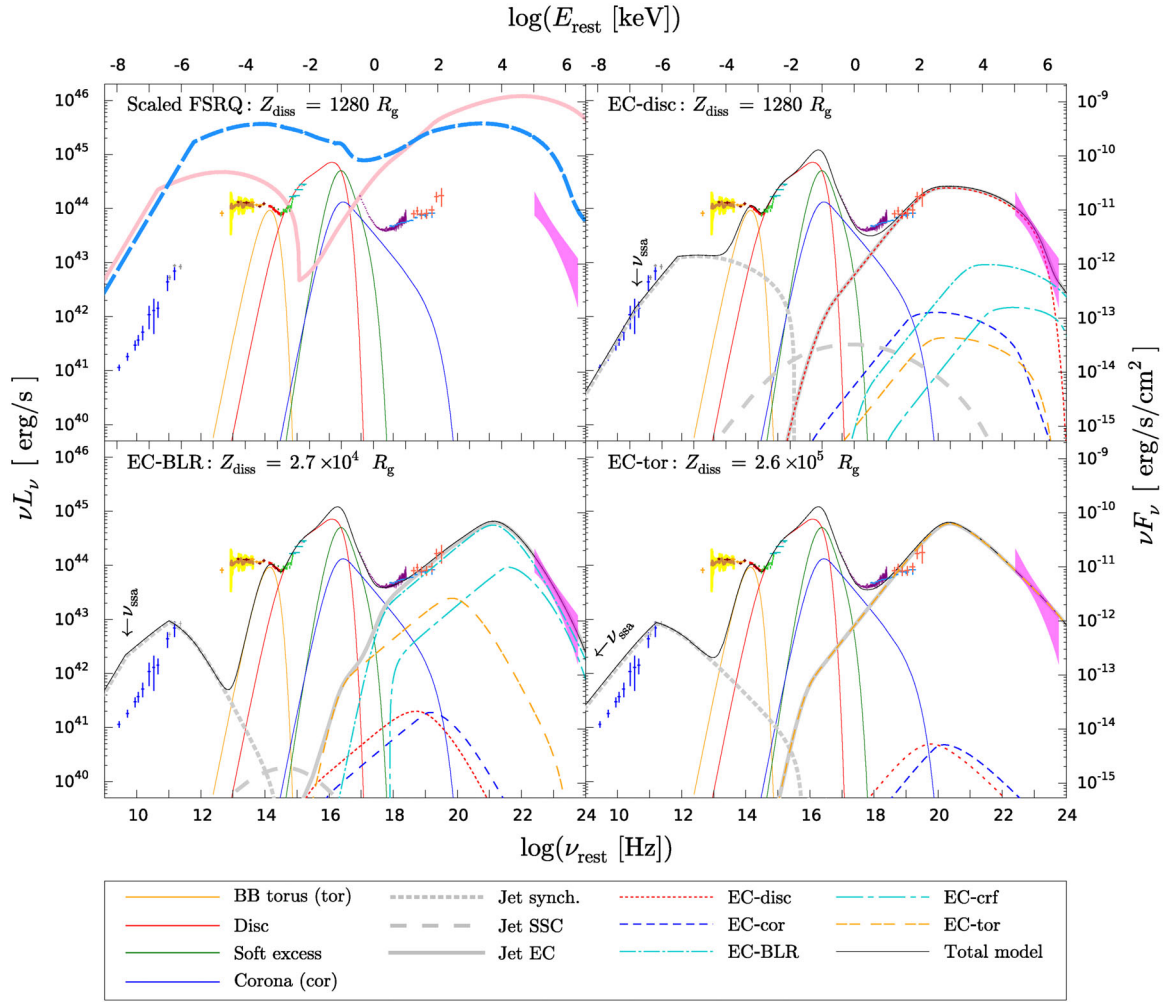 log(E_rest [keV])
-8 -6 -4 -2 0 2 4 6 -8 -6 -4 -2 0 2 4 6
Scaled FSRQ: Z_diss = 1280 R_g
EC-disc: Z_diss = 1280 R_g
10^46
10^45
10^44
10^43
10^42
10^41
10^40
←ν_ssa
10^-9
10^-10
10^-11
10^-12
10^-13
10^-14
10^-15
νL_ν [ erg/s ]
νF_ν [ erg/s/cm^2 ]
EC-BLR: Z_diss = 2.7×10^4 R_g
EC-tor: Z_diss = 2.6×10^5 R_g
10^46
10^45
10^44
10^43
10^42
10^41
10^40
←ν_ssa
←ν_ssa
10^-9
10^-10
10^-11
10^-12
10^-13
10^-14
10^-15
10 12 14 16 18 20 22 24 10 12 14 16 18 20 22 24
log(ν_rest [Hz])
BB torus (tor)
Disc
Soft excess
Corona (cor)
Jet synch.
Jet SSC
Jet EC
EC-disc
EC-cor
EC-BLR
EC-crf
EC-tor
Total model